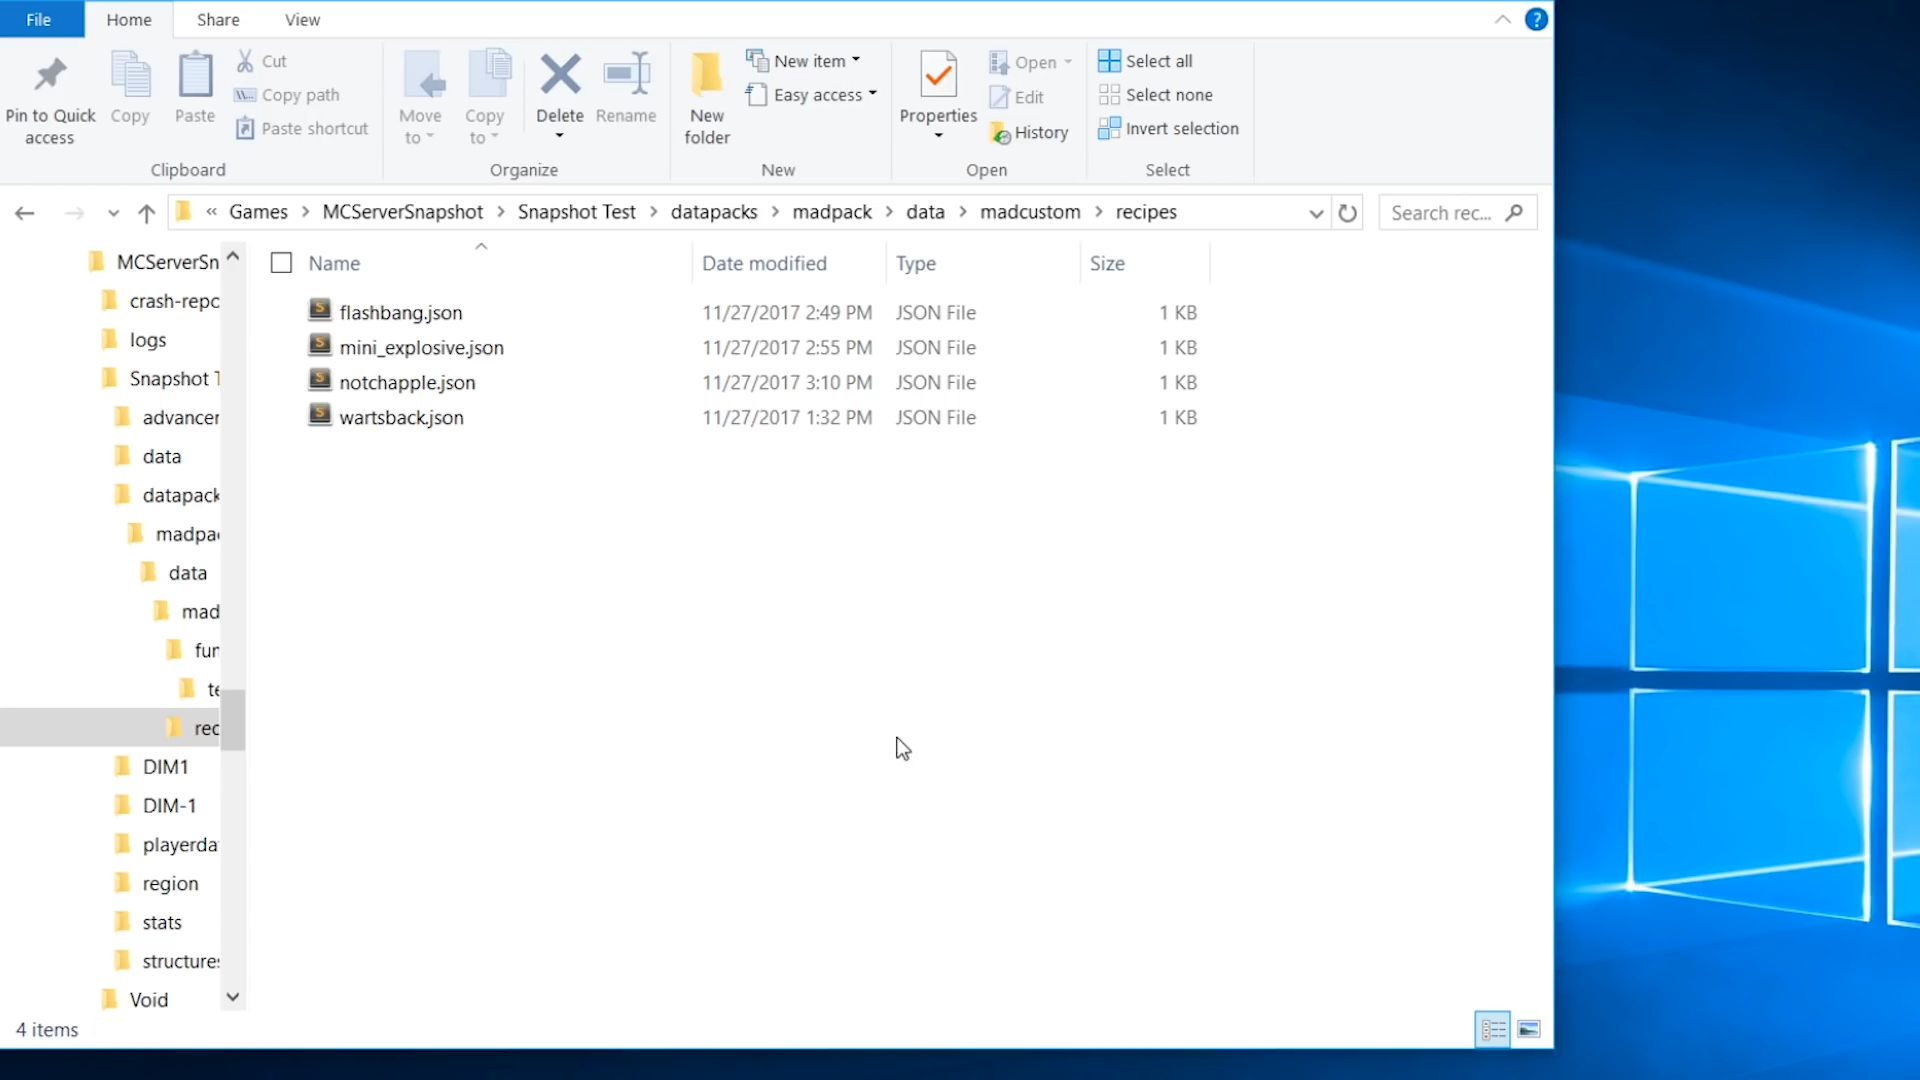 File Home Share View
Pin to Quick access
Copy
Paste
Cut
Copy path
Paste shortcut
Clipboard
Move to
Copy to
Delete
Rename
Organize
New folder
New item
Easy access
New
Properties
Open
Edit
History
Open
Select all
Select none
Invert selection
Select
« Games > MCServerSnapshot > Snapshot Test > datapacks > madpack > data > madcustom > recipes
Search rec...
MCServerSn
crash-repo
logs
Snapshot T
advancer
data
datapack
madpac
data
mad
fur
te
rec
DIM1
DIM-1
playerda
region
stats
structures
Void
Name Date modified Type Size
flashbang.json 11/27/2017 2:49 PM JSON File 1 KB
mini_explosive.json 11/27/2017 2:55 PM JSON File 1 KB
notchapple.json 11/27/2017 3:10 PM JSON File 1 KB
wartsback.json 11/27/2017 1:32 PM JSON File 1 KB
4 items